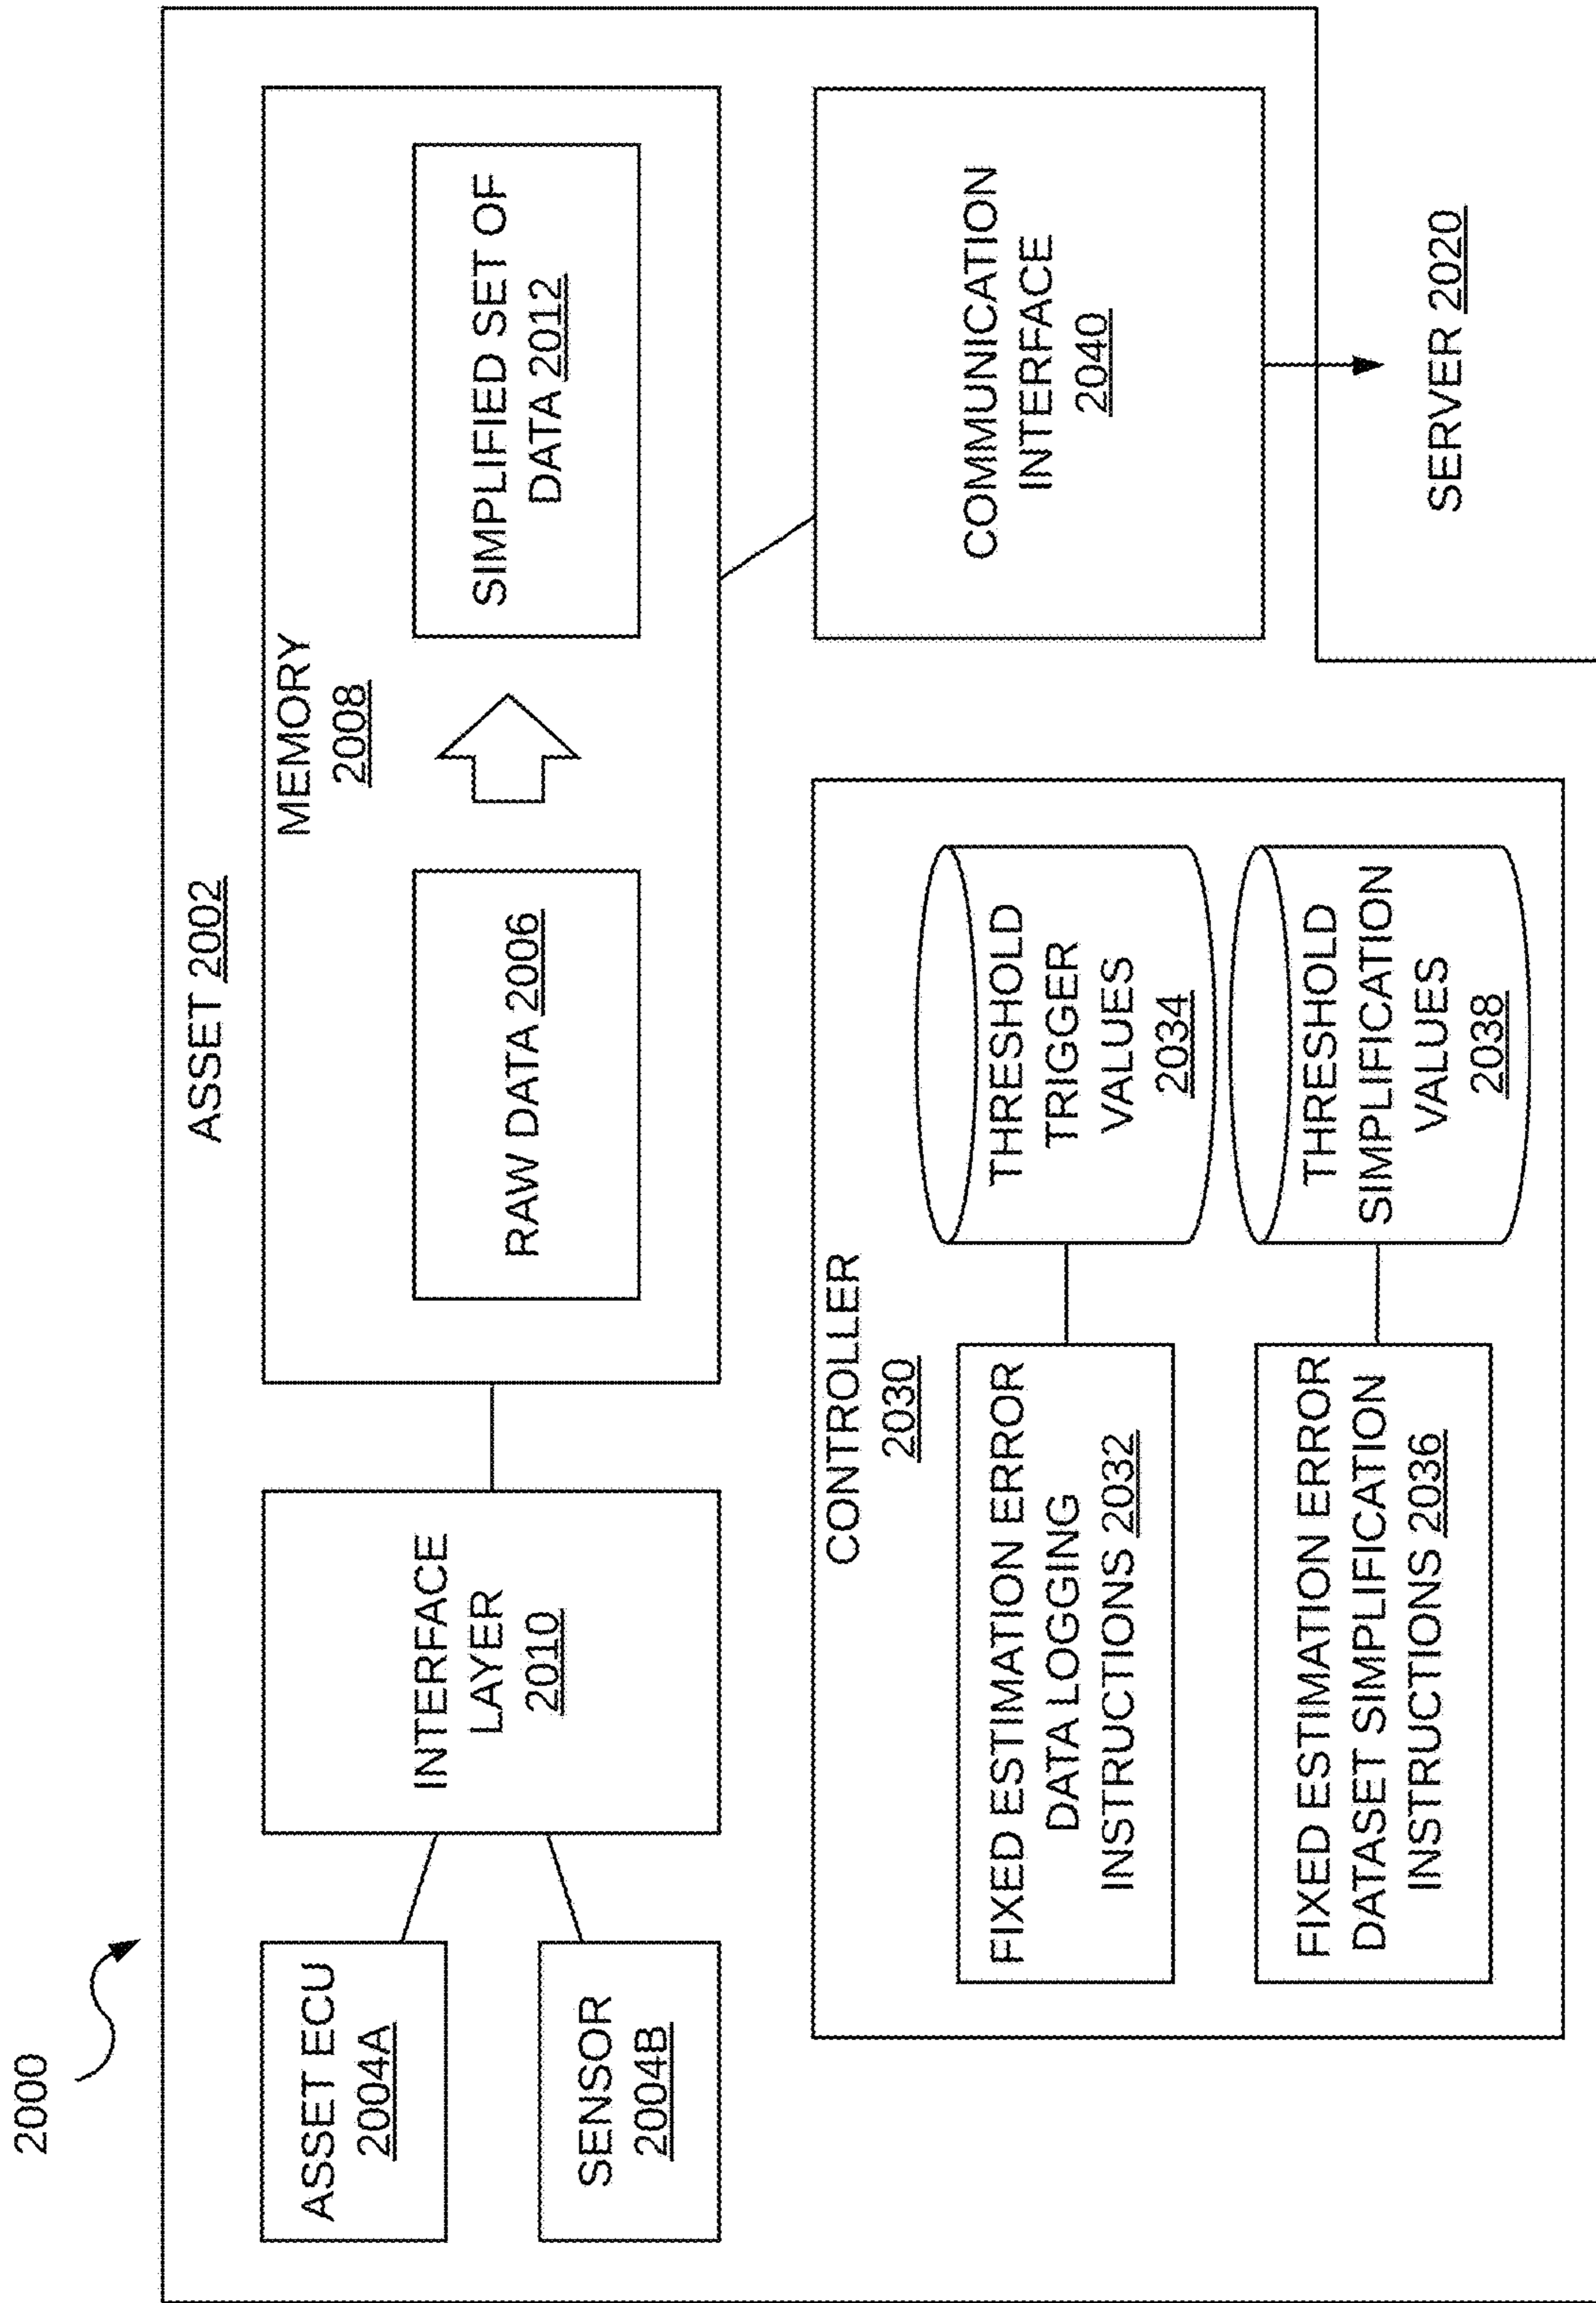 2000
ASSET 2002
ASSET ECU
2004A
SENSOR
2004B
INTERFACE
LAYER
2010
MEMORY
2008
RAW DATA 2006
SIMPLIFIED SET OF
DATA 2012
CONTROLLER
2030
FIXED ESTIMATION ERROR
DATA LOGGING
INSTRUCTIONS 2032
THRESHOLD
TRIGGER
VALUES
2034
FIXED ESTIMATION ERROR
DATASET SIMPLIFICATION
INSTRUCTIONS 2036
THRESHOLD
SIMPLIFICATION
VALUES
2038
COMMUNICATION
INTERFACE
2040
SERVER 2020